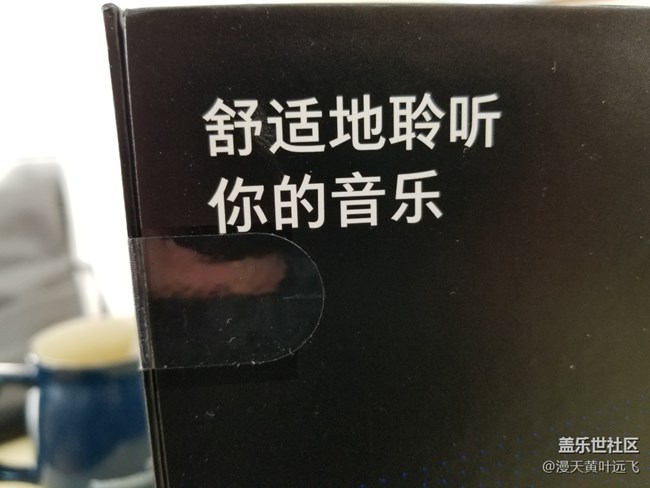 舒适地聆听
你的音乐
盖乐世社区
@漫天黄叶远飞